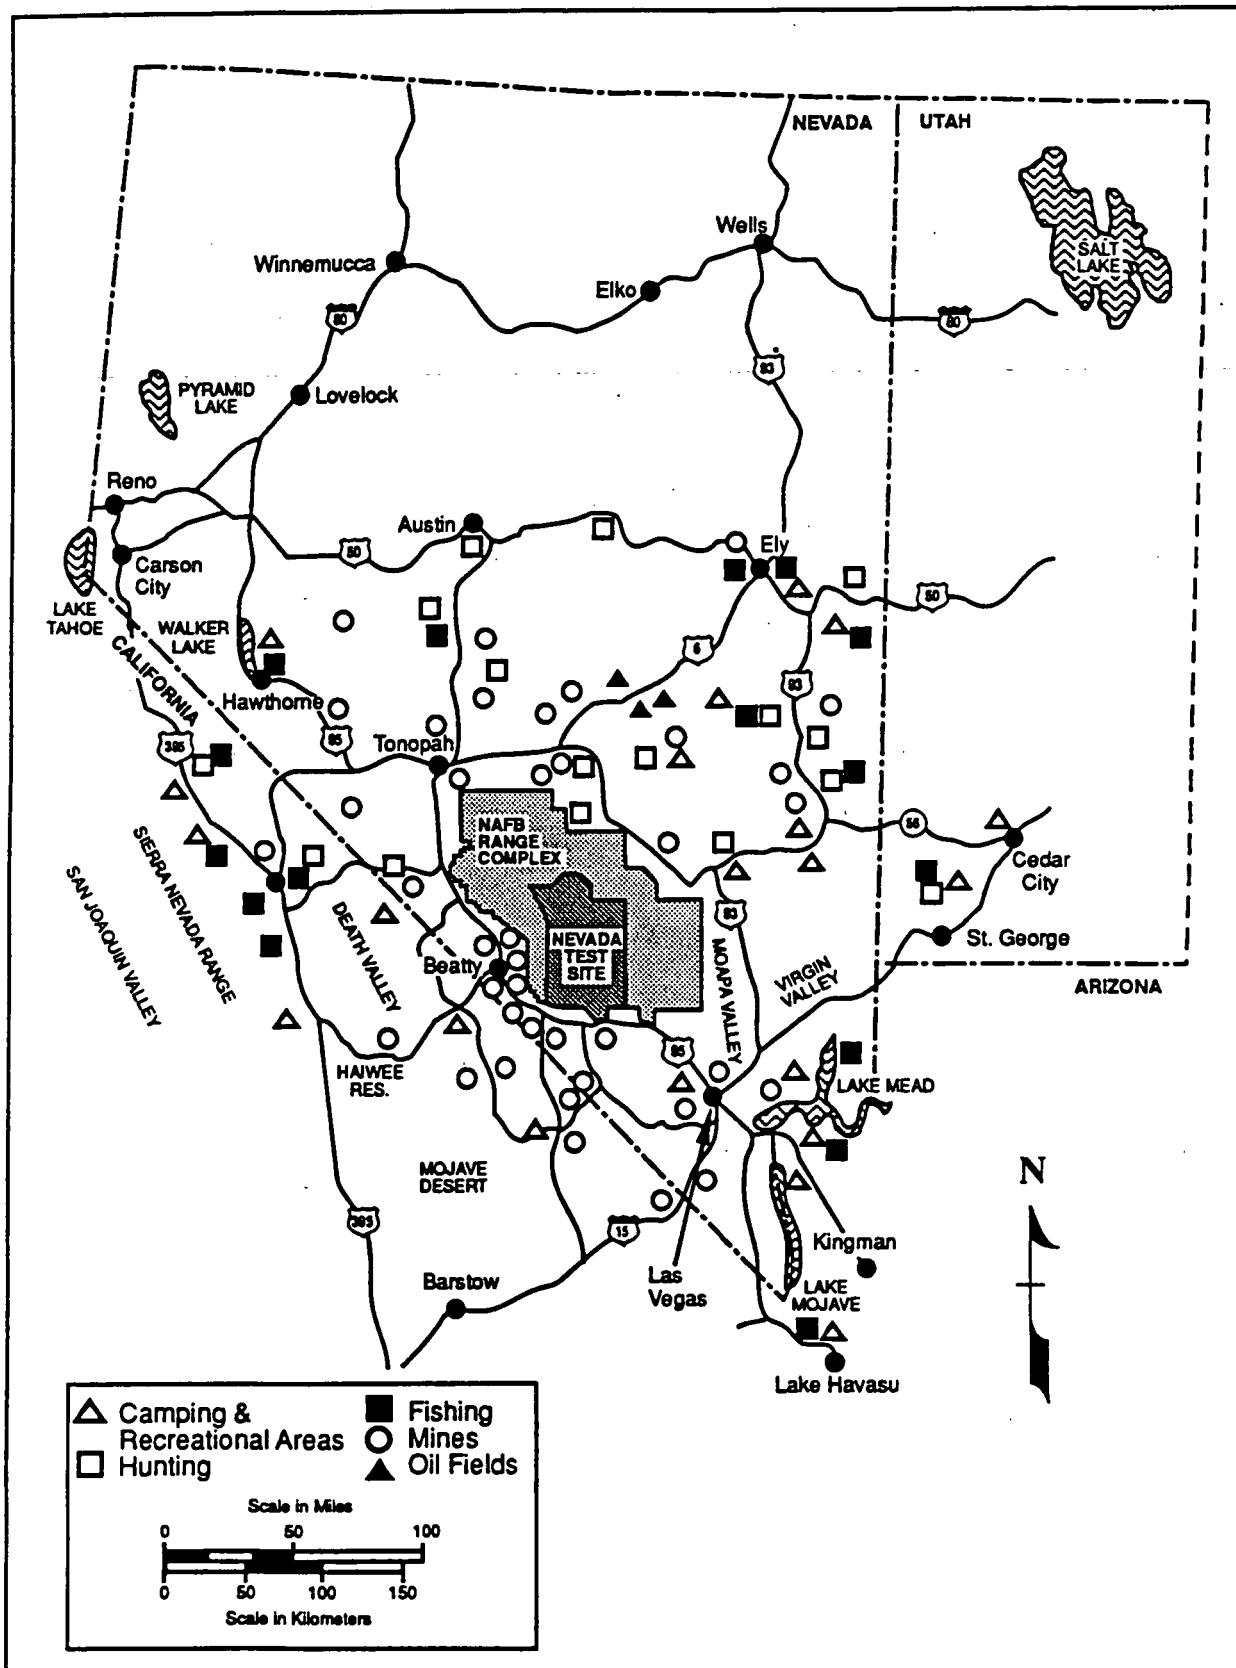 NEVADA
UTAH
SALT
LAKE
Wells
Winnemucca
Elko
80
80
93
PYRAMID
LAKE
Lovelock
Reno
Austin
50
Ely
Carson
City
LAKE
TAHOE
WALKER
LAKE
50
6
CALIFORNIA
Hawthorne
93
395
95
Tonopah
NAFB
RANGE
COMPLEX
56
Cedar
City
SIERRA NEVADA RANGE
SAN JOAQUIN VALLEY
DEATH VALLEY
93
NEVADA
TEST
SITE
Beatty
St. George
MOAPA VALLEY
VIRGIN
VALLEY
ARIZONA
95
HAIWEE
RES.
LAKE MEAD
MOJAVE
DESERT
N
395
15
Kingman
Las
Vegas
Barstow
LAKE
MOJAVE
Lake Havasu
Camping &
Recreational Areas
Hunting
Fishing
Mines
Oil Fields
Scale in Miles
0 50 100
0 50 100 150
Scale in Kilometers